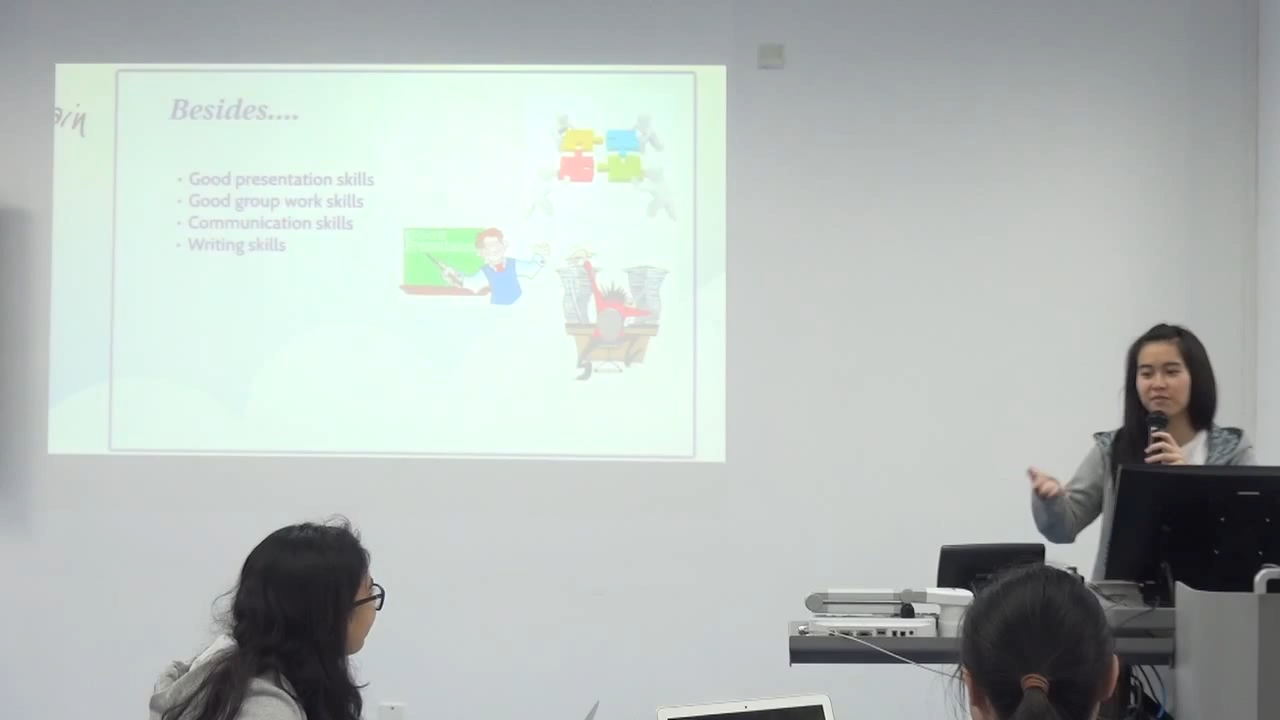 Besides....
Good presentation skills
Good group work skills
Communication skills
Writing skills